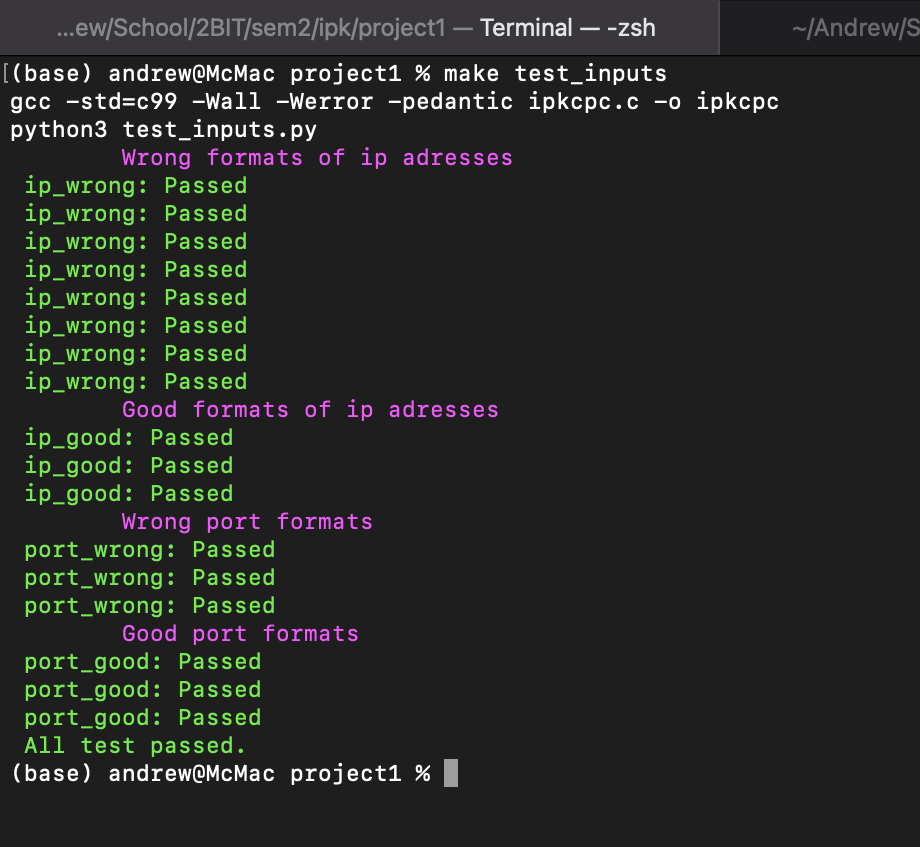 ...ew/School/2BIT/sem2/ipk/project1 — Terminal — -zsh
~/Andrew/S
[(base) andrew@McMac project1 % make test_inputs
gcc -std=c99 -Wall -Werror -pedantic ipkcpc.c -o ipkcpc
python3 test_inputs.py
Wrong formats of ip adresses
ip_wrong: Passed
ip_wrong: Passed
ip_wrong: Passed
ip_wrong: Passed
ip_wrong: Passed
ip_wrong: Passed
ip_wrong: Passed
ip_wrong: Passed
Good formats of ip adresses
ip_good: Passed
ip_good: Passed
ip_good: Passed
Wrong port formats
port_wrong: Passed
port_wrong: Passed
port_wrong: Passed
Good port formats
port_good: Passed
port_good: Passed
port_good: Passed
All test passed.
(base) andrew@McMac project1 %